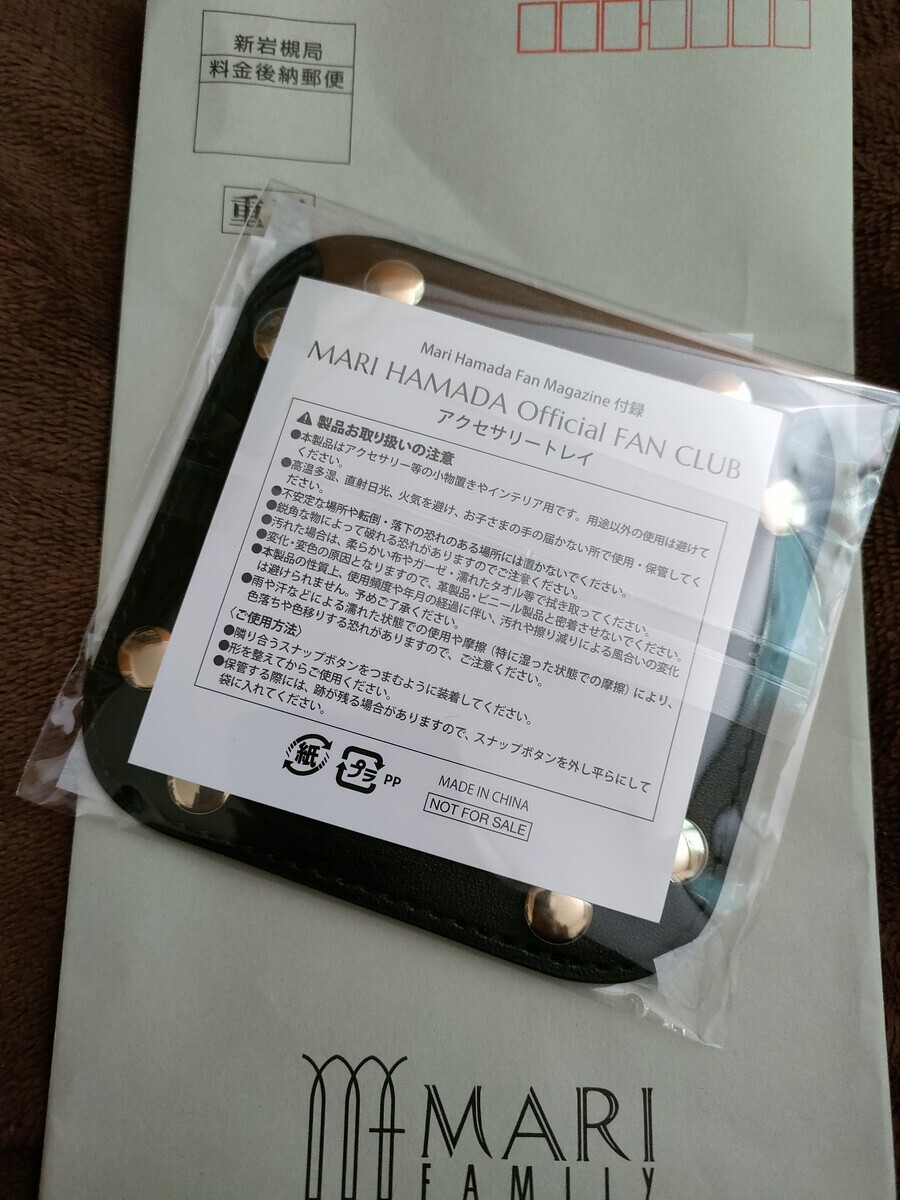 新岩槻局
料金後納郵便
重
Mari Hamada Fan Magazine 付録
MARI HAMADA Official FAN CLUB
アクセサリートレイ
製品お取り扱いの注意
●本製品はアクセサリー等の小物置きやインテリア用です。用途以外の使用は避けて
ください。
●高温多湿、直射日光、火気を避け、お子さまの手の届かない所で使用・保管してく
ださい。
●不安定な場所や転倒・落下の恐れのある場所には置かないでください。
●鋭角な物によって破れる恐れがありますのでご注意ください。
●汚れた場合は、柔らかい布やガーゼ・濡れたタオル等で拭き取ってください。
●変化・変色の原因となりますので、革製品・ビニール製品と密着させないでください。
●本製品の性質上、使用頻度や年月の経過に伴い、汚れや擦り減りによる風合いの変化
は避けられません。予めご了承ください。
●雨や汗などによる濡れた状態での使用や摩擦（特に湿った状態での摩擦）により、
色落ちや色移りする恐れがありますので、ご注意ください。
〈ご使用方法〉
●隣り合うスナップボタンをつまむように装着してください。
●形を整えてからご使用ください。
●保管する際には、跡が残る場合がありますので、スナップボタンを外し平らにして
袋に入れてください。
紙
プラ PP
MADE IN CHINA
NOT FOR SALE
MARI
FAMILY